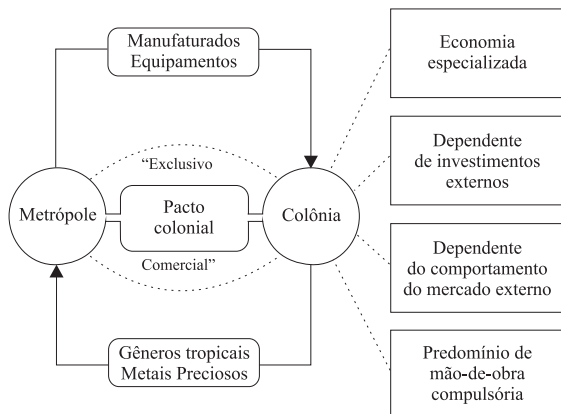 Manufaturados
Equipamentos
“Exclusivo
Metrópole
Pacto
colonial
Colônia
Comercial”
Gêneros tropicais
Metais Preciosos
Economia
especializada
Dependente
de investimentos
externos
Dependente
do comportamento
do mercado externo
Predomínio de
mão-de-obra
compulsória